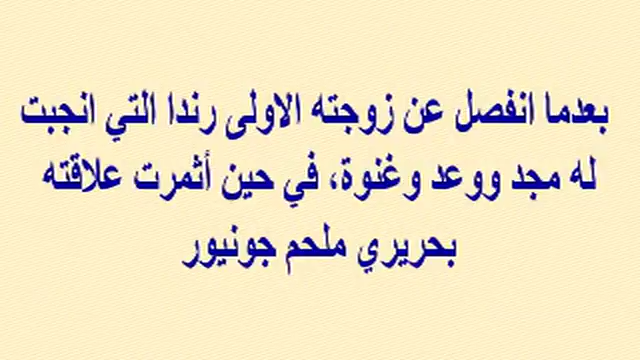 بعدما انفصل عن زوجته الاولى رندا التي انجبت
له مجد ووعد وغنوة، في حين أثمرت علاقته
بحريري ملحم جونيور